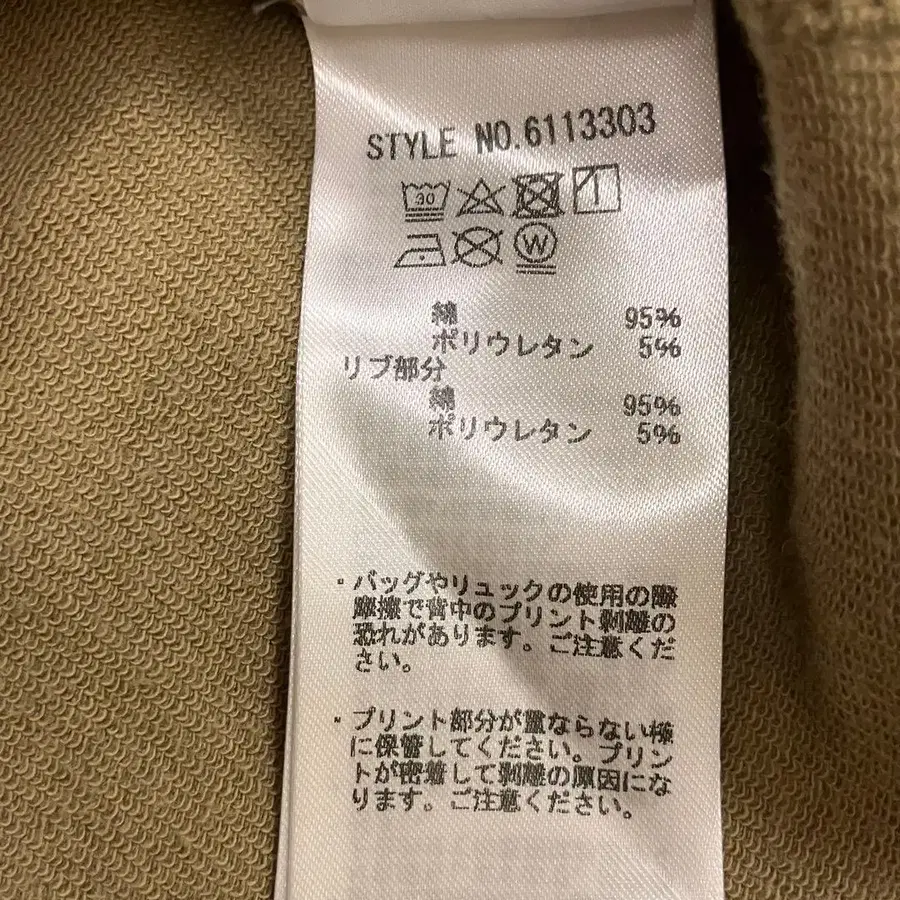 STYLE NO.6113303
30
W
綿 95%
ポリウレタン 5%
リブ部分
綿 95%
ポリウレタン 5%
・バッグやリュックの使用の際
摩擦で背中のプリント剥離の
恐れがあります。ご注意くだ
さい。
・プリント部分が重ならない様
に保管してください。プリン
トが密着して剥離の原因にな
ります。ご注意ください。